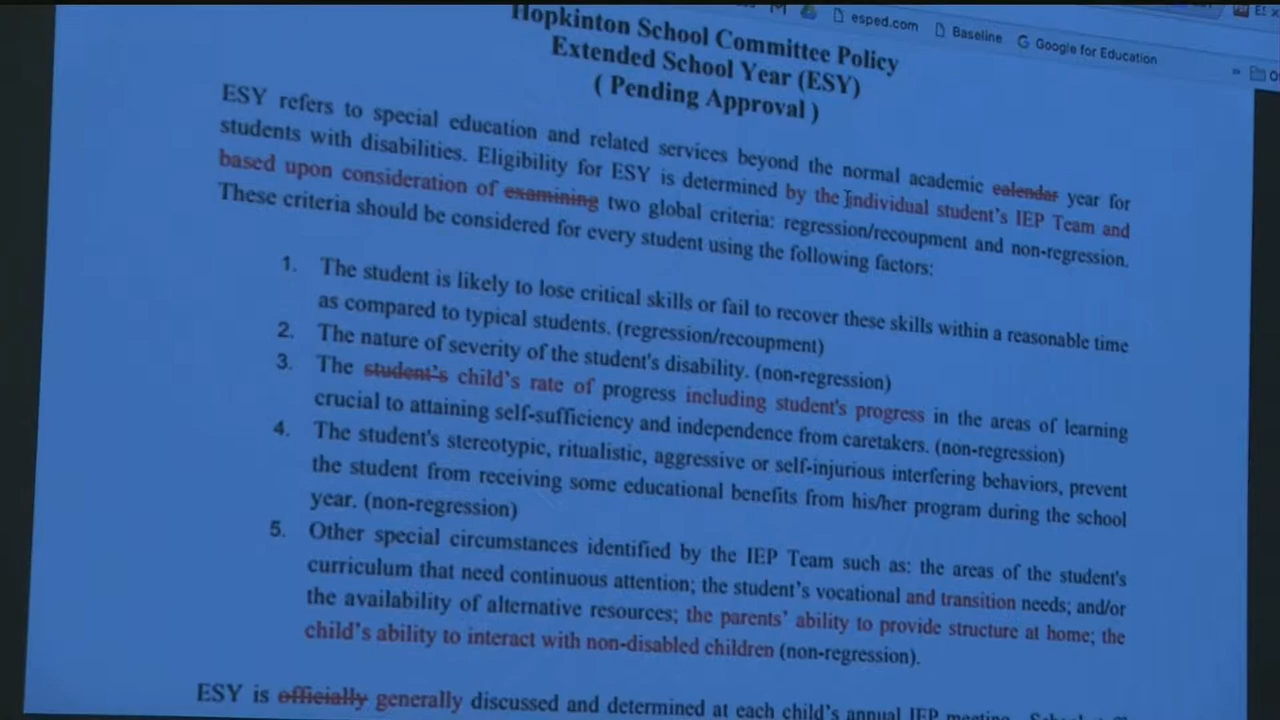 esped.com Baseline Google for Education
Hopkinton School Committee Policy
Extended School Year (ESY)
( Pending Approval )
ESY refers to special education and related services beyond the normal academic calendar year for
students with disabilities. Eligibility for ESY is determined by the individual student's IEP Team and
based upon consideration of examining two global criteria: regression/recoupment and non-regression.
These criteria should be considered for every student using the following factors:
1. The student is likely to lose critical skills or fail to recover these skills within a reasonable time
as compared to typical students. (regression/recoupment)
2. The nature of severity of the student's disability. (non-regression)
3. The student's child's rate of progress including student's progress in the areas of learning
crucial to attaining self-sufficiency and independence from caretakers. (non-regression)
4. The student's stereotypic, ritualistic, aggressive or self-injurious interfering behaviors, prevent
the student from receiving some educational benefits from his/her program during the school
year. (non-regression)
5. Other special circumstances identified by the IEP Team such as: the areas of the student's
curriculum that need continuous attention; the student's vocational and transition needs; and/or
the availability of alternative resources; the parents' ability to provide structure at home; the
child's ability to interact with non-disabled children (non-regression).
ESY is officially generally discussed and determined at each child's annual IEP meeting.